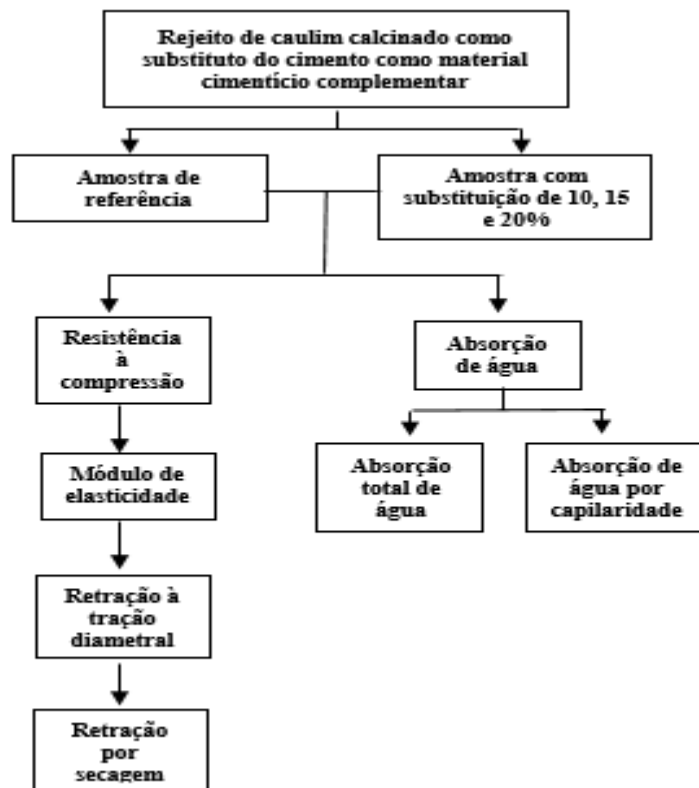 Rejeito de caulim calcinado como
substituto do cimento como material
cimentício complementar
Amostra de
referência
Amostra com
substituição de 10, 15
e 20%
Resistência
à
compressão
Absorção
de água
Módulo de
elasticidade
Absorção
total de
água
Absorção de
água por
capilaridade
Retração à
tração
diametral
Retração
por
secagem